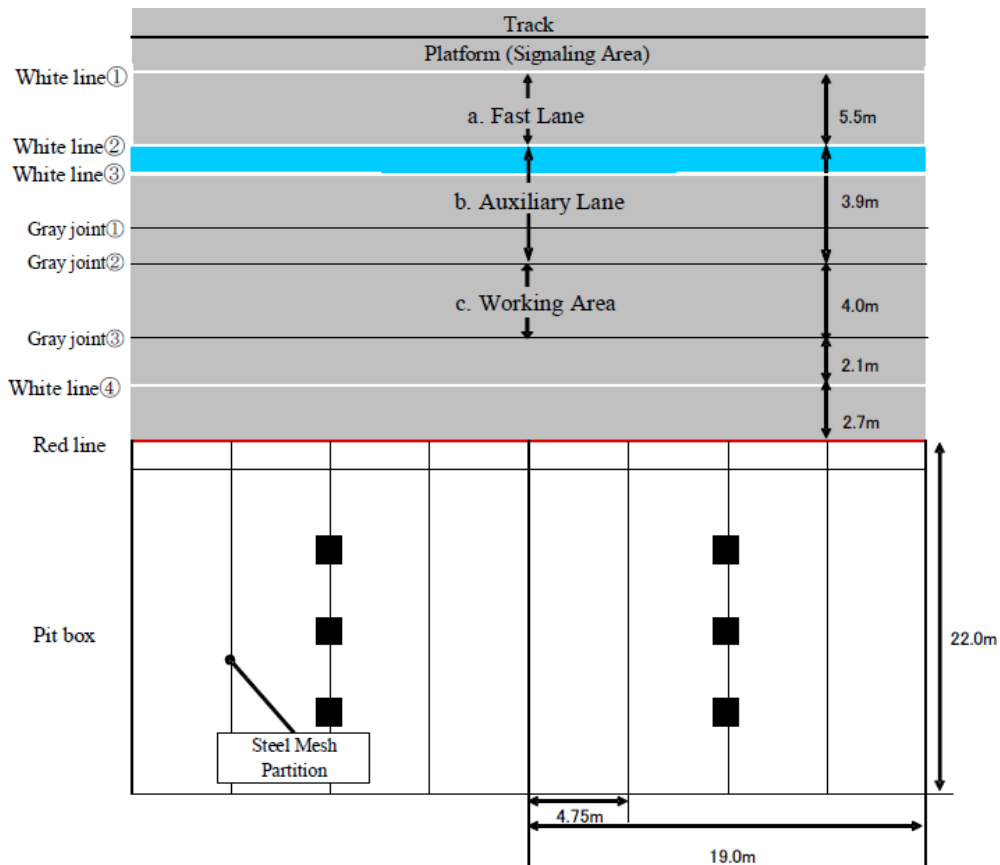 Track
Platform (Signaling Area)
White line①
a. Fast Lane
5.5m
White line②
White line③
b. Auxiliary Lane
3.9m
Gray joint①
Gray joint②
c. Working Area
4.0m
Gray joint③
2.1m
White line④
2.7m
Red line
Pit box
22.0m
Steel Mesh
Partition
4.75m
19.0m